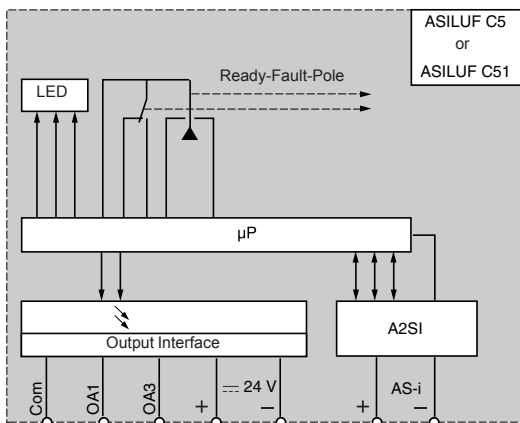 ASILUF C5
or
ASILUF C51
Ready-Fault-Pole
LED
µP
Output Interface
A2SI
Com
OA1
OA3
+
24 V
–
+
AS-i
–